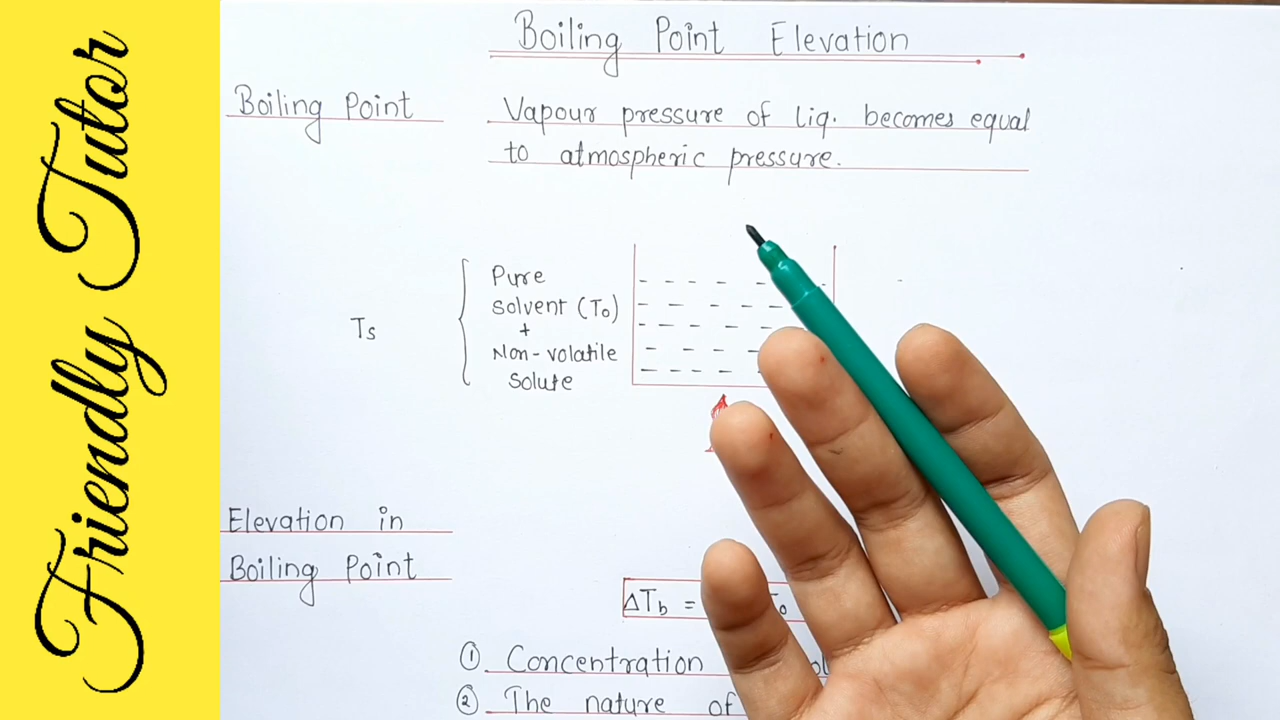 Friendly Tutor
Boiling Point Elevation
Boiling Point
Vapour pressure of Liq. becomes equal
to atmospheric pressure.
Pure
Solvent (T₀)
+
Non-volatile
Solute
Ts
Elevation in
Boiling Point
ΔTb = T₀
①. Concentration
②. The nature of